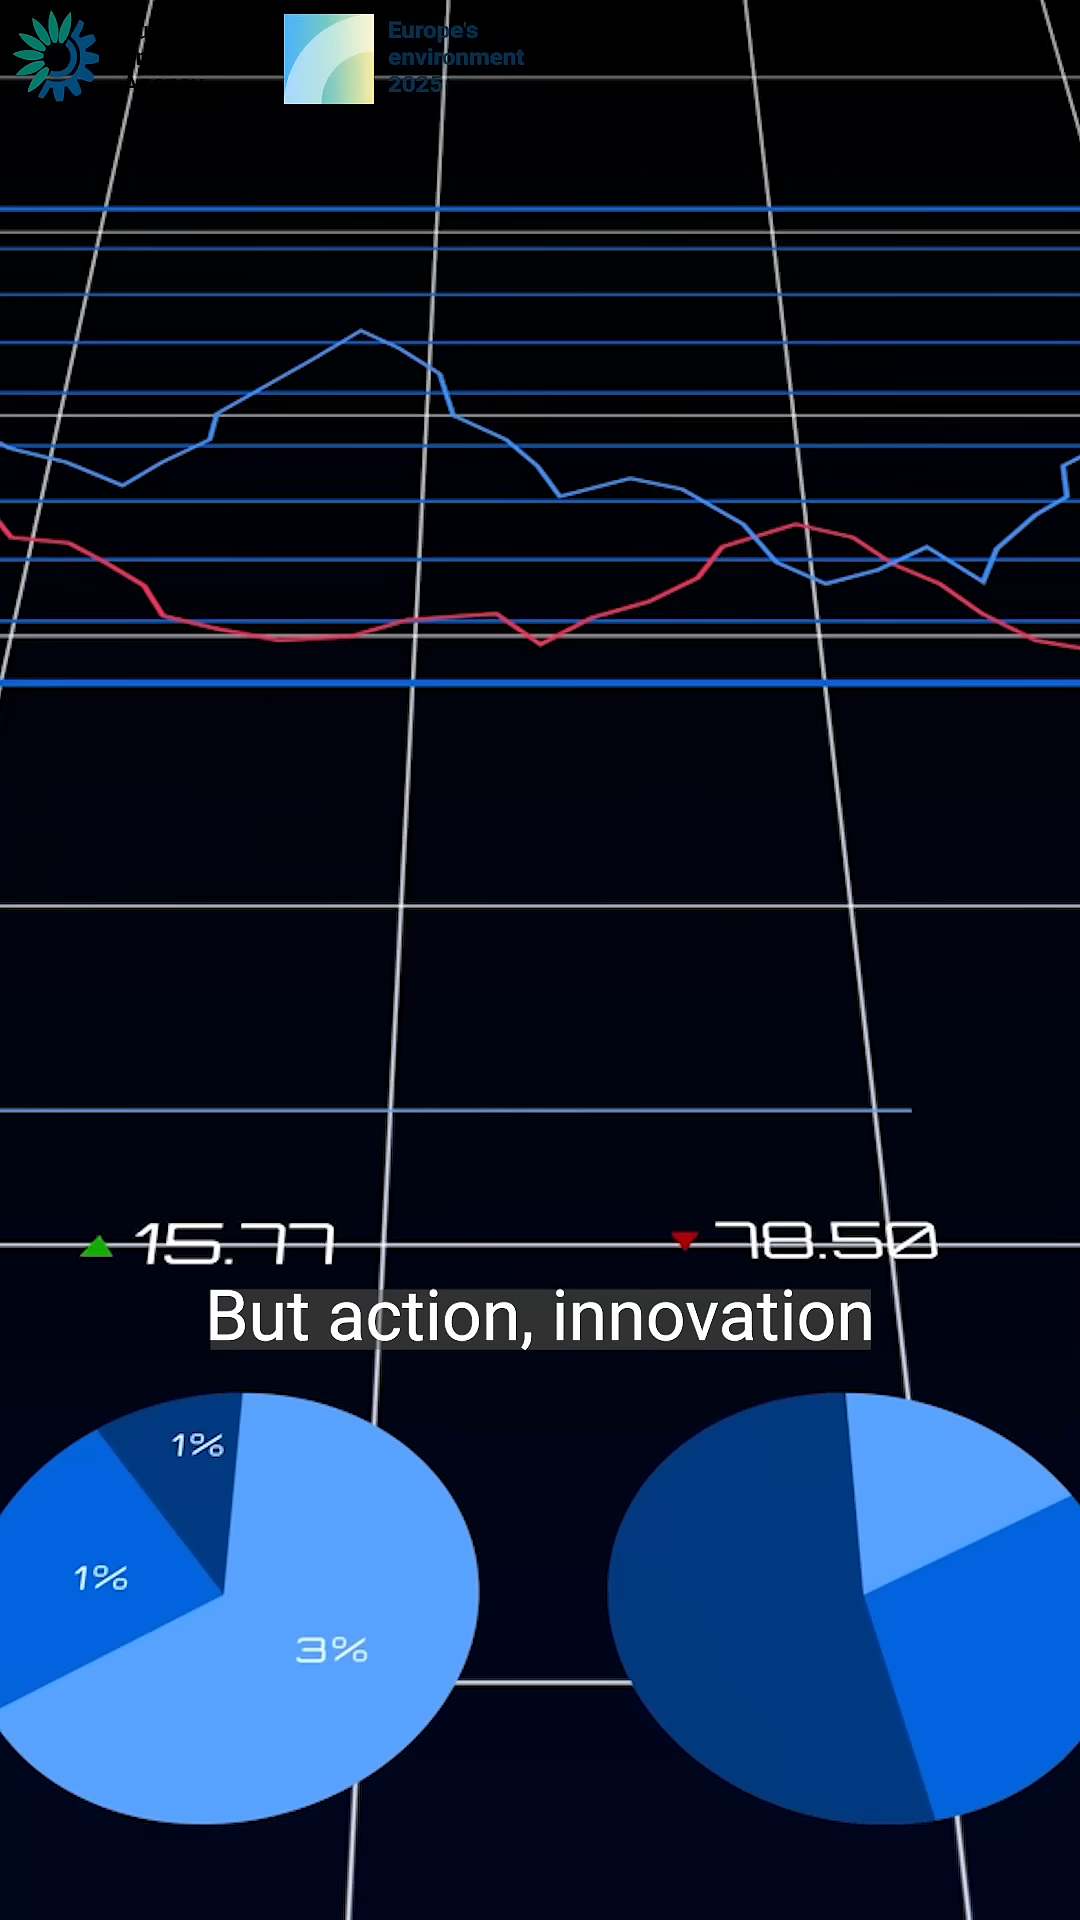 Europe's
environment
2025
15.77
78.50
But action, innovation
1%
1%
3%